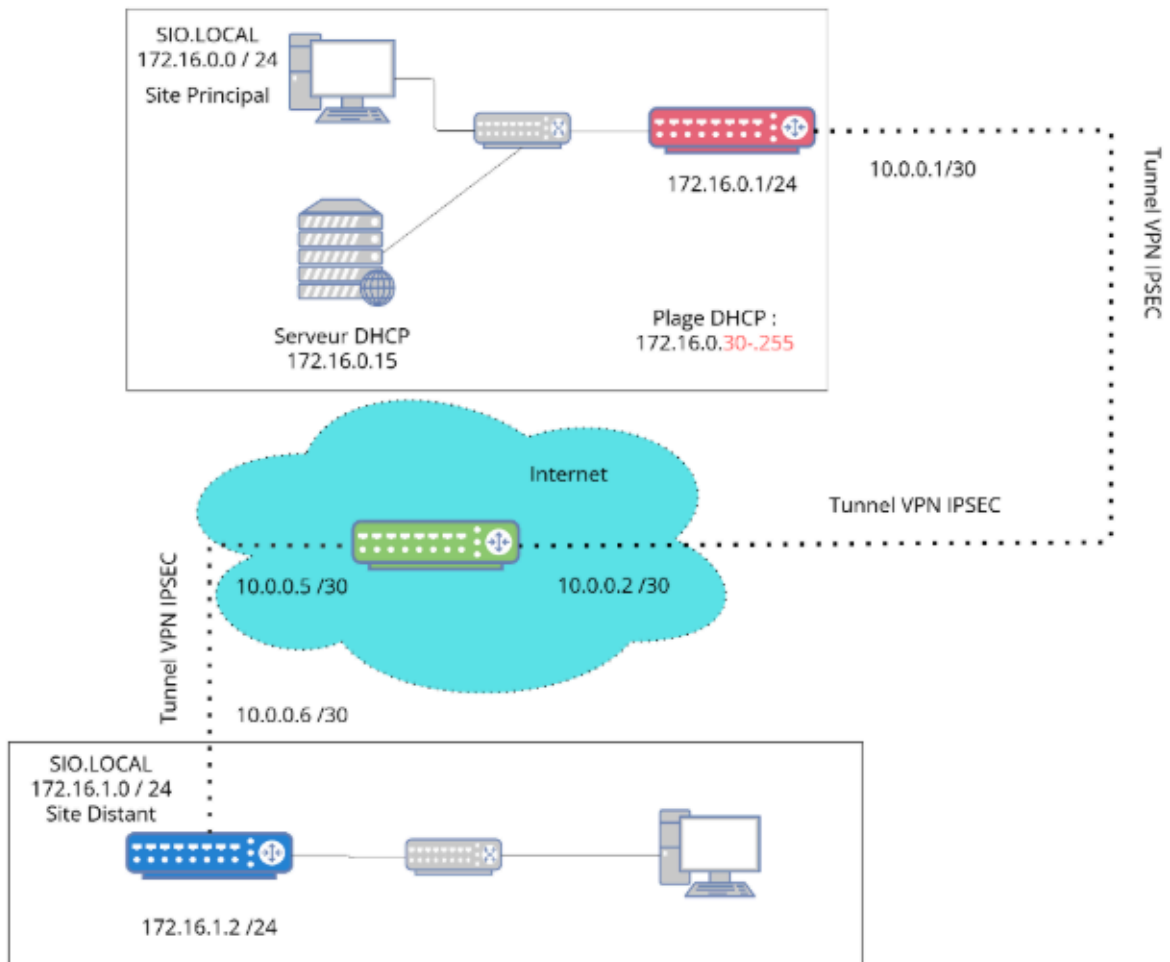 SIO.LOCAL
172.16.0.0 / 24
Site Principal
172.16.0.1/24
10.0.0.1/30
Tunnel VPN IPSEC
Serveur DHCP
172.16.0.15
Plage DHCP :
172.16.0.30-.255
Internet
Tunnel VPN IPSEC
10.0.0.5 /30
10.0.0.2 /30
Tunnel VPN IPSEC
10.0.0.6 /30
SIO.LOCAL
172.16.1.0 / 24
Site Distant
172.16.1.2 /24